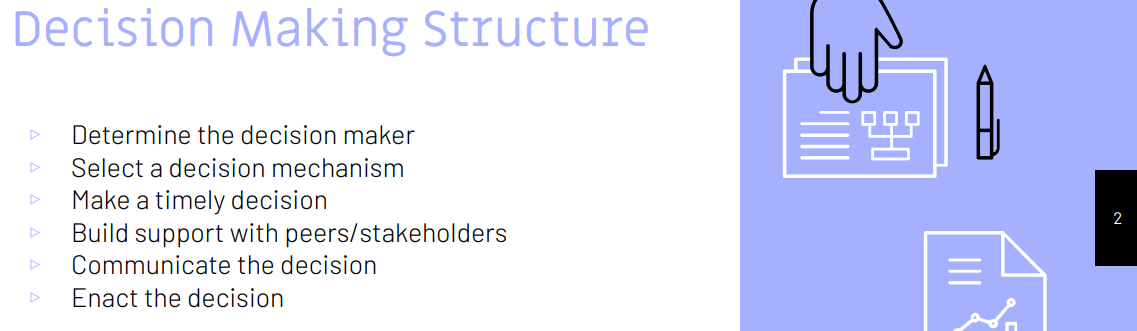 Decision Making Structure
Determine the decision maker
Select a decision mechanism
Make a timely decision
Build support with peers/stakeholders
Communicate the decision
Enact the decision
2